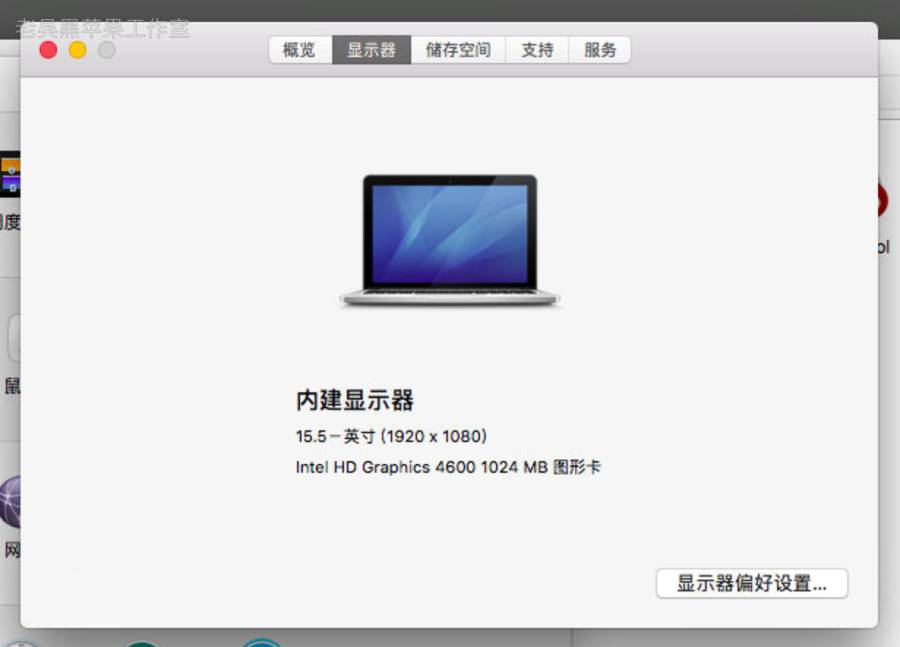 老吴黑苹果工作室
概览 显示器 储存空间 支持 服务
度
ol
鼠
内建显示器
15.5－英寸 (1920 x 1080)
Intel HD Graphics 4600 1024 MB 图形卡
网
显示器偏好设置...